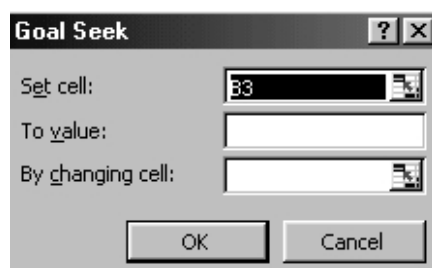 Goal Seek
Set cell: B3
To value:
By changing cell:
OK Cancel